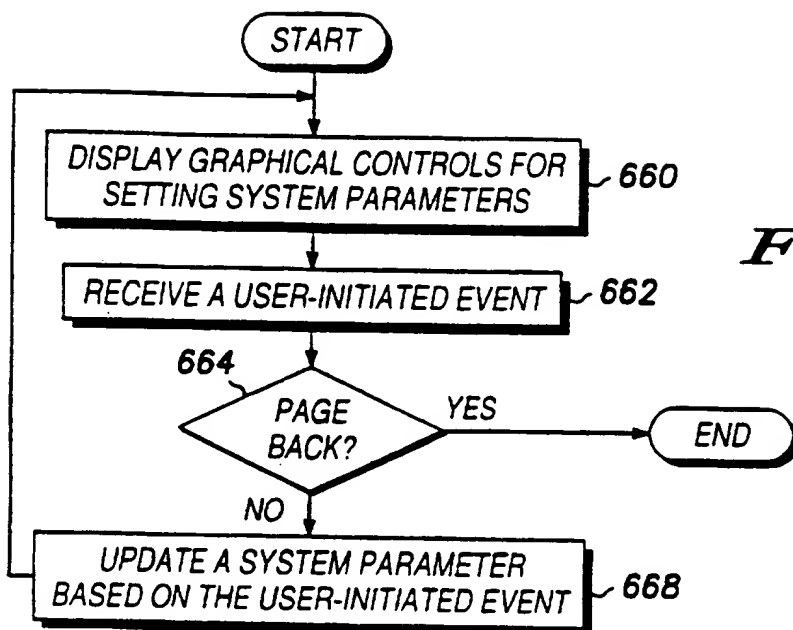 START
DISPLAY GRAPHICAL CONTROLS FOR
SETTING SYSTEM PARAMETERS
660
F
RECEIVE A USER-INITIATED EVENT
662
664
PAGE
BACK?
YES
END
NO
UPDATE A SYSTEM PARAMETER
BASED ON THE USER-INITIATED EVENT
668